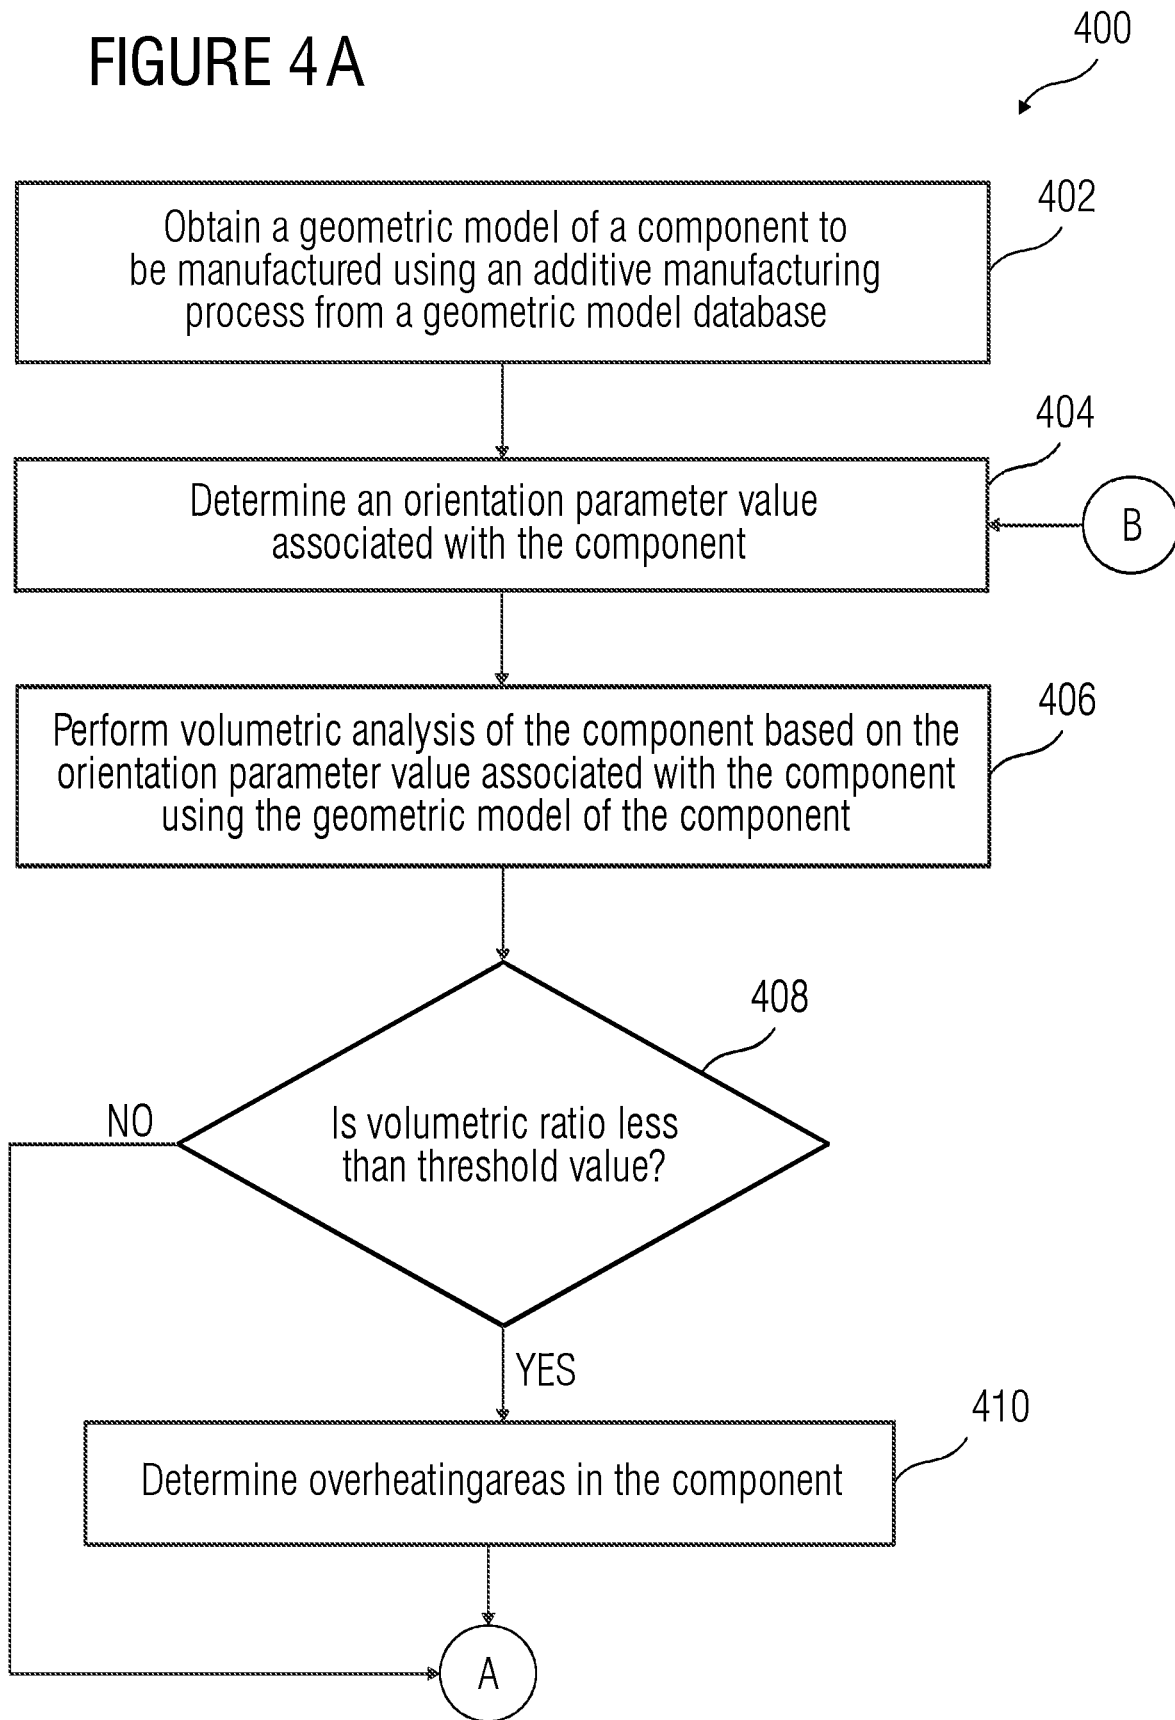 FIGURE 4A
400
402
Obtain a geometric model of a component to
be manufactured using an additive manufacturing
process from a geometric model database
404
Determine an orientation parameter value
associated with the component
B
406
Perform volumetric analysis of the component based on the
orientation parameter value associated with the component
using the geometric model of the component
408
NO
Is volumetric ratio less
than threshold value?
YES
410
Determine overheatingareas in the component
A